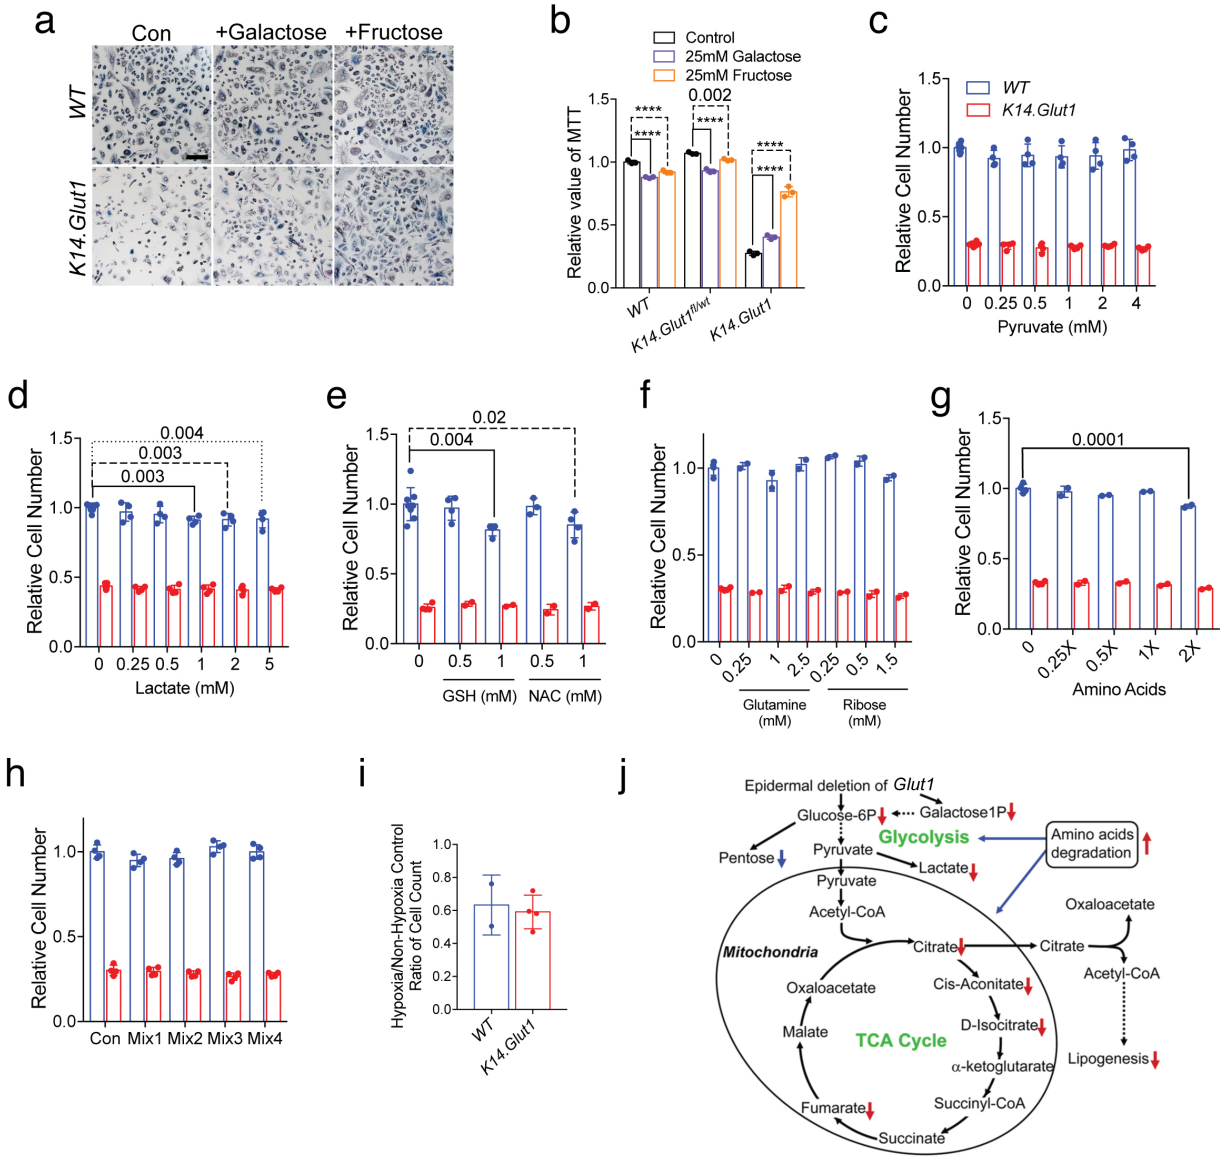 a
Con
+Galactose
+Fructose
WT
K14.Glut1
b
Control
25mM Galactose
25mM Fructose
Relative value of MTT
1.5
1.0
0.5
0.0
****
****
0.002
****
****
****
WT
K14.Glut1fl/wt
K14.Glut1
c
WT
K14.Glut1
Relative Cell Number
1.5
1.0
0.5
0.0
0 0.25 0.5 1 2 4
Pyruvate (mM)
d
Relative Cell Number
1.5
1.0
0.5
0.0
0.004
0.003
0.003
0 0.25 0.5 1 2 5
Lactate (mM)
e
Relative Cell Number
1.5
1.0
0.5
0.0
0.02
0.004
0 0.5 1 0.5 1
GSH (mM) NAC (mM)
f
Relative Cell Number
1.0
0.5
0.0
0 0.25 1 2.5 0.25 0.5 1.5
Glutamine Ribose
(mM) (mM)
g
Relative Cell Number
1.5
1.0
0.5
0.0
0.0001
0 0.25X 0.5X 1X 2X
Amino Acids
h
Relative Cell Number
1.0
0.5
0.0
Con Mix1 Mix2 Mix3 Mix4
i
Hypoxia/Non-Hypoxia Control
Ratio of Cell Count
1.0
0.8
0.6
0.4
0.2
0.0
WT
K14.Glut1
j
Epidermal deletion of Glut1
Glucose-6P
Galactose1P
Glycolysis
Amino acids
degradation
Pentose
Pyruvate
Lactate
Pyruvate
Acetyl-CoA
Mitochondria
Citrate
Citrate
Oxaloacetate
Acetyl-CoA
Lipogenesis
Oxaloacetate
Cis-Aconitate
Malate
D-Isocitrate
TCA Cycle
α-ketoglutarate
Fumarate
Succinyl-CoA
Succinate